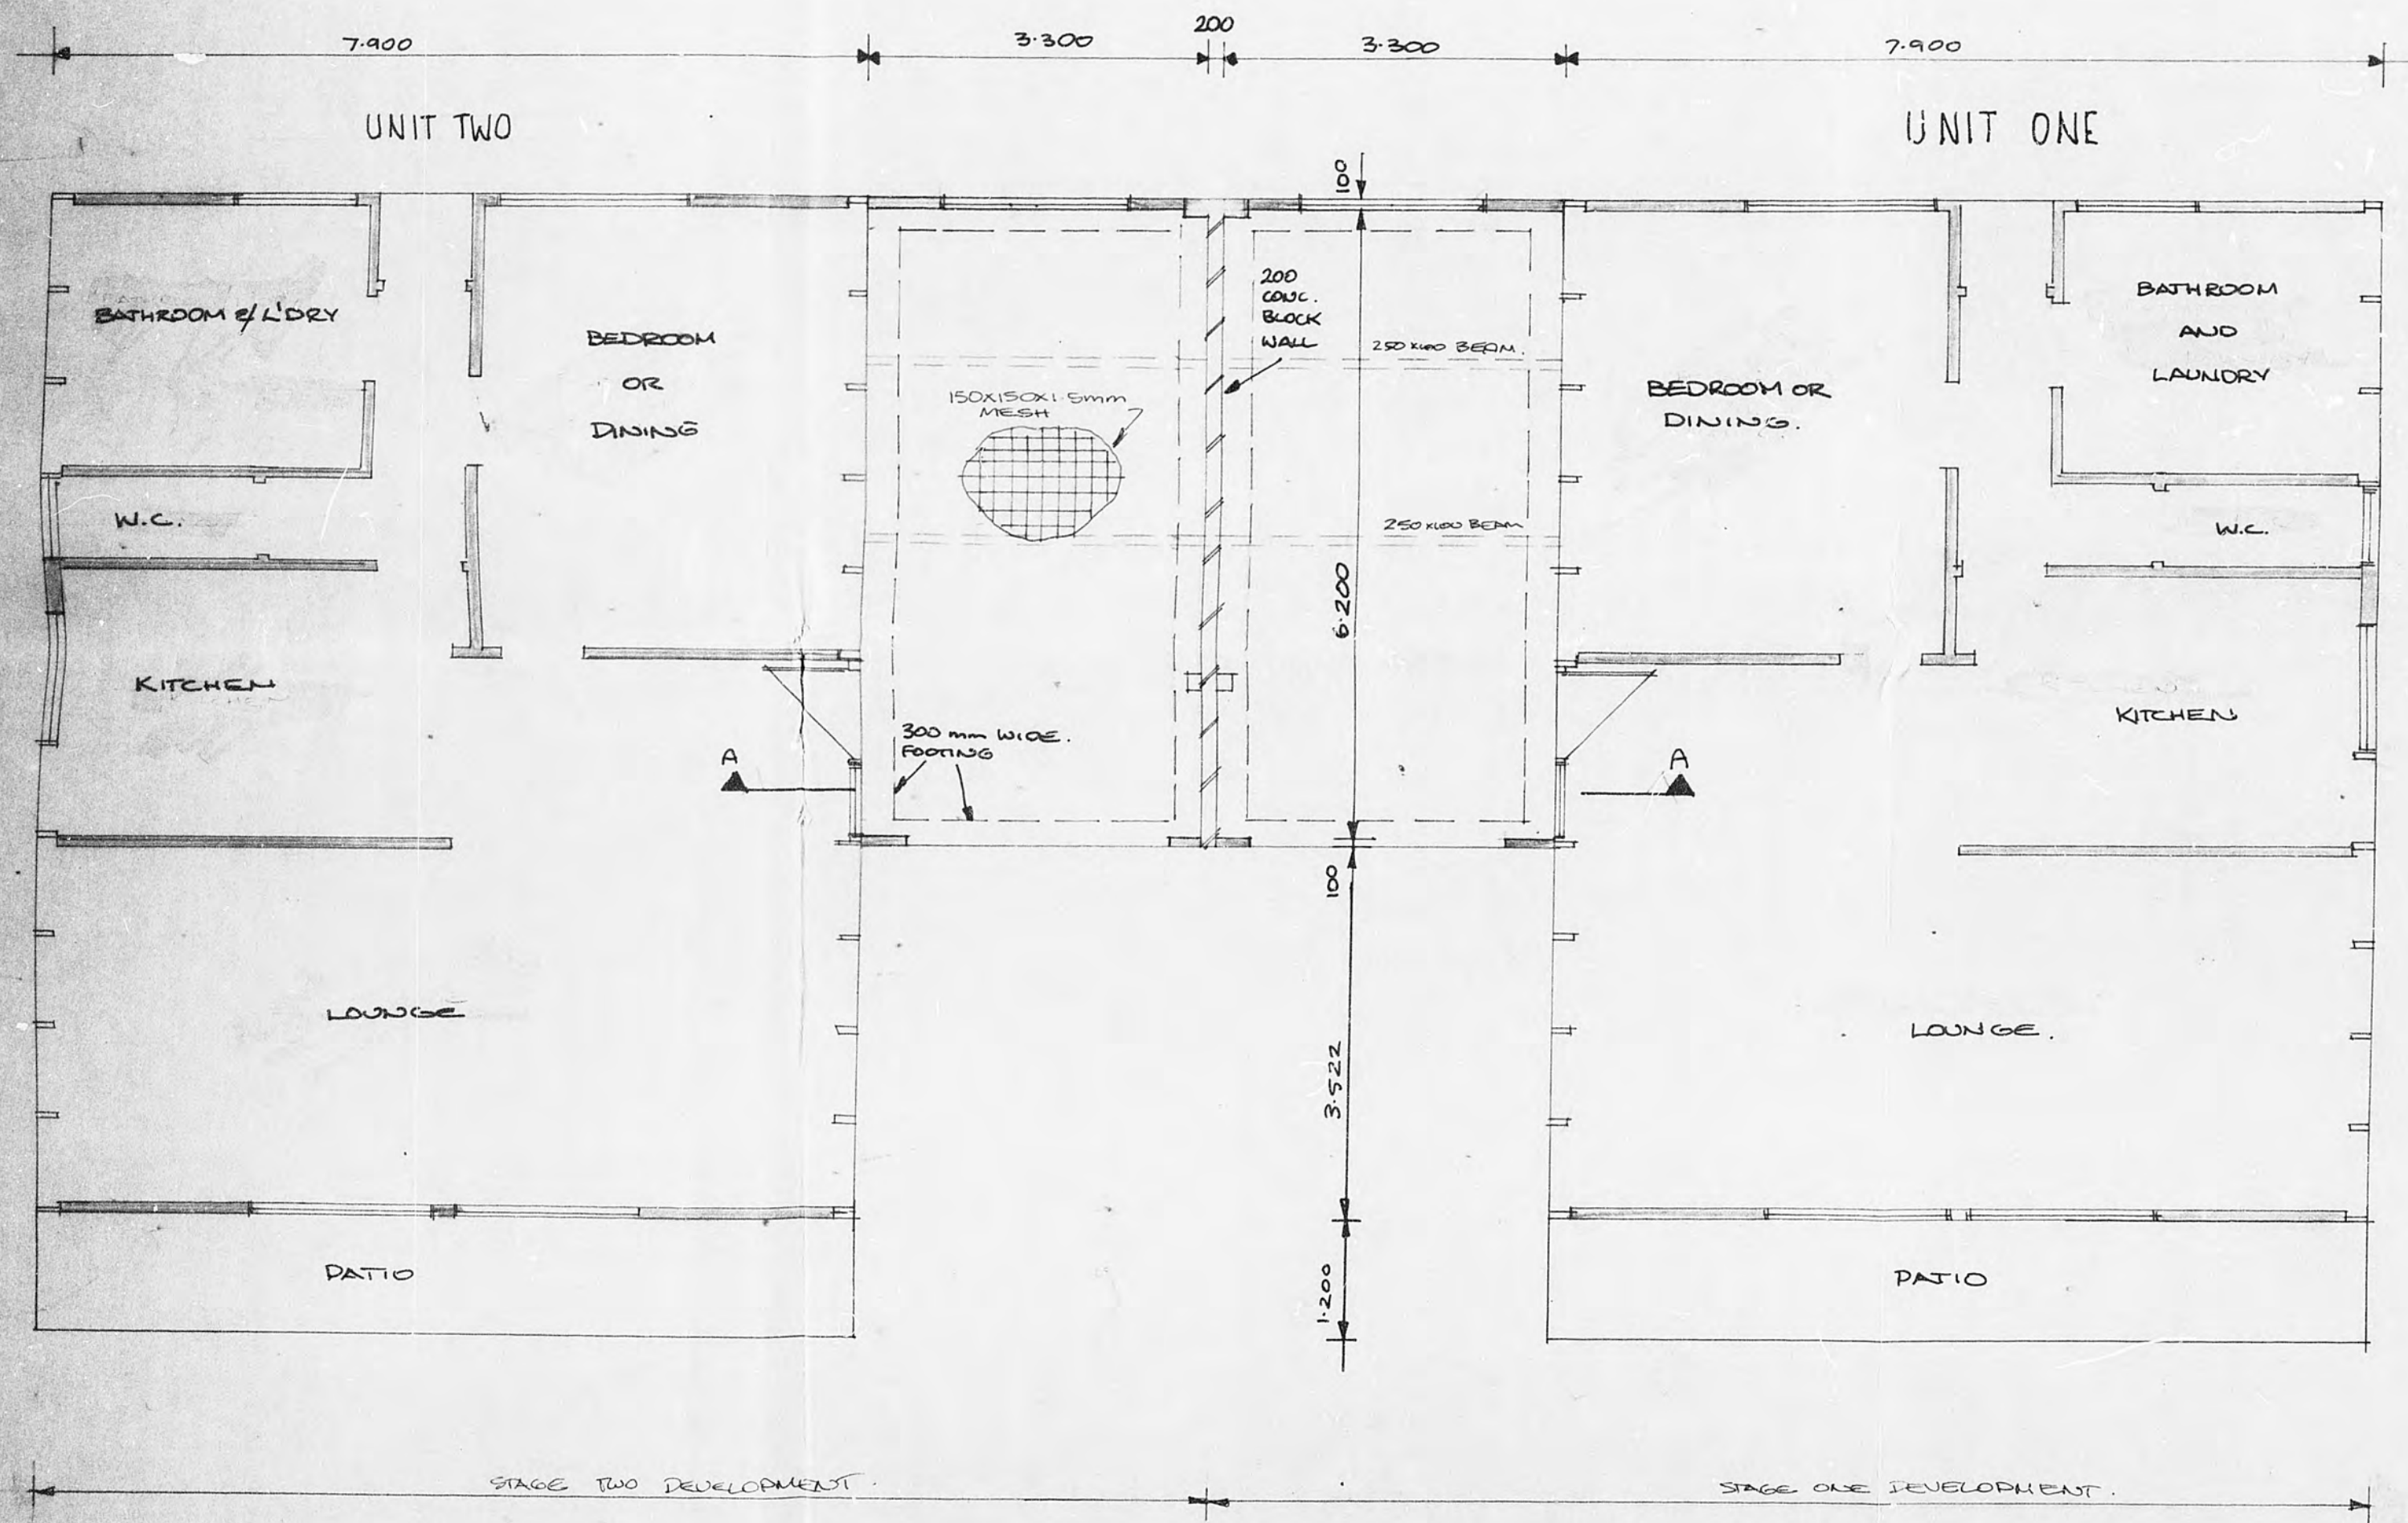 7.900
3.300
200
3.300
7.900
UNIT TWO
UNIT ONE
100
BATHROOM & L'DRY
BEDROOM
OR
DINING
200
CONC.
BLOCK
WALL
250 x100 BEAM.
150X150X1.5mm
MESH
BEDROOM OR
DINING.
BATHROOM
AND
LAUNDRY
W.C.
250 x100 BEAM
W.C.
6.200
KITCHEN
KITCHEN
300 mm WIDE.
FOOTING
A
A
100
LOUNGE
LOUNGE.
3.522
PATIO
PATIO
1.200
STAGE TWO DEVELOPMENT.
STAGE ONE DEVELOPMENT.